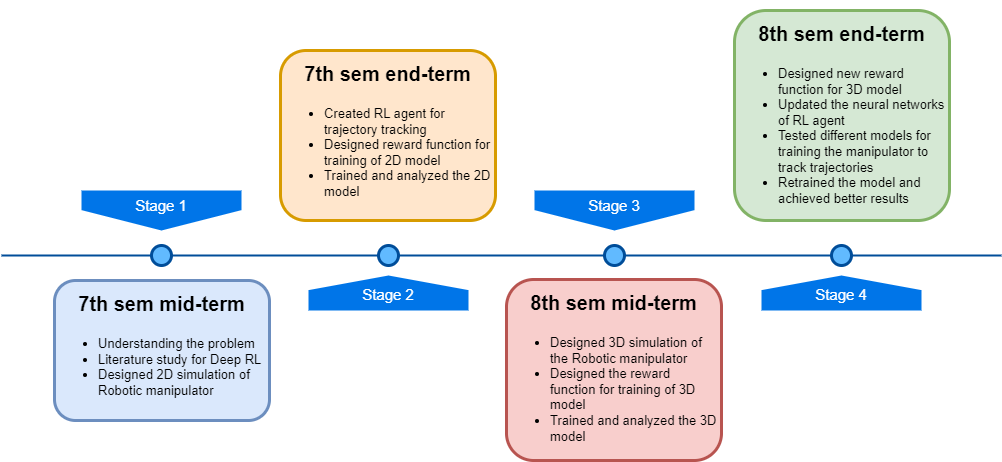 Stage 1
7th sem mid-term
• Understanding the problem
• Literature study for Deep RL
• Designed 2D simulation of
Robotic manipulator
7th sem end-term
• Created RL agent for
trajectory tracking
• Designed reward function for
training of 2D model
• Trained and analyzed the 2D
model
Stage 2
Stage 3
8th sem mid-term
• Designed 3D simulation of
the Robotic manipulator
• Designed the reward
function for training of 3D
model
• Trained and analyzed the 3D
model
8th sem end-term
• Designed new reward
function for 3D model
• Updated the neural networks
of RL agent
• Tested different models for
training the manipulator to
track trajectories
• Retrained the model and
achieved better results
Stage 4